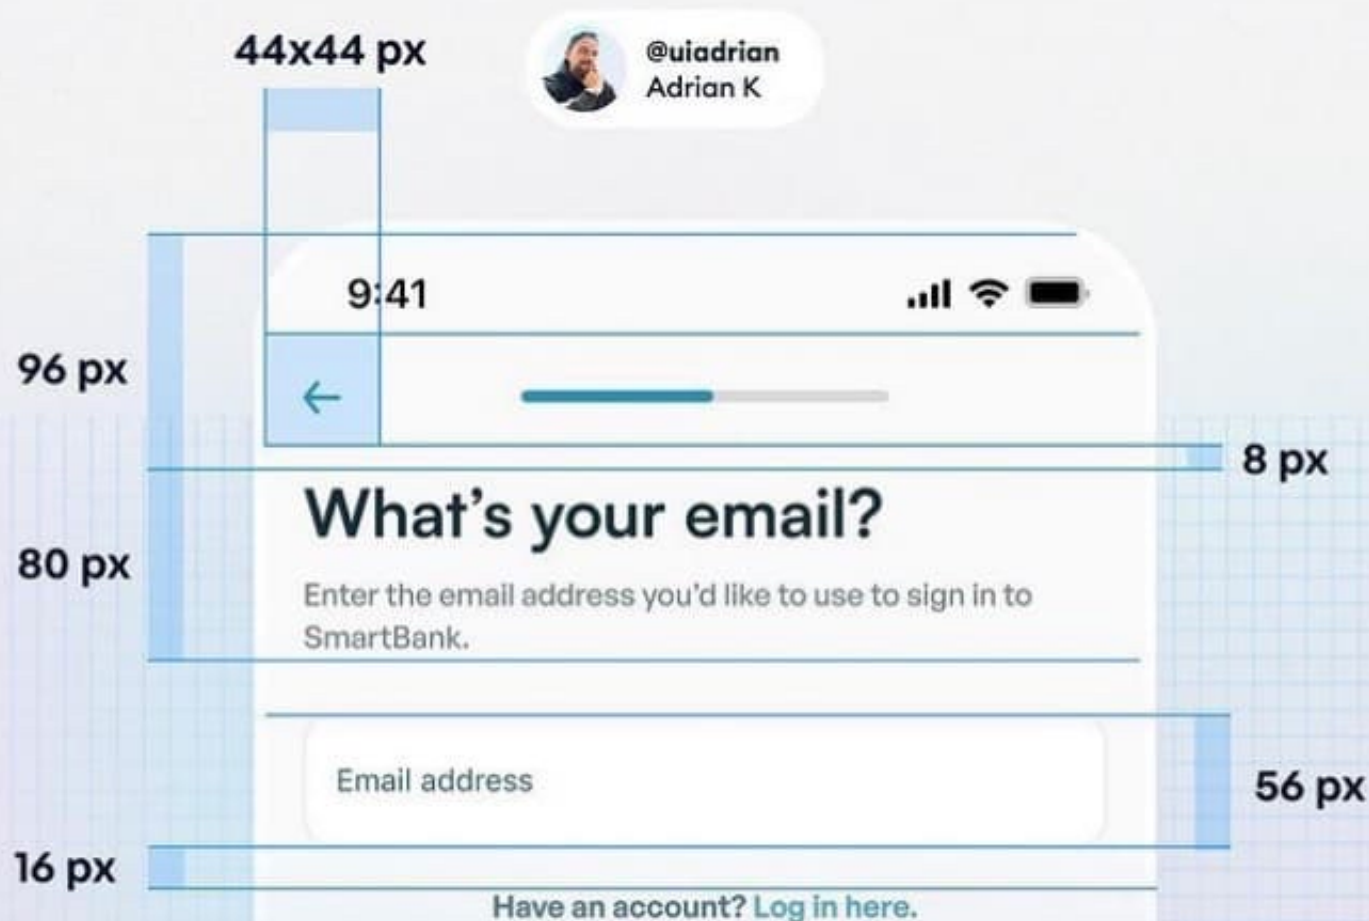 44x44 px
@uiadrian
Adrian K
9:41
96 px
8 px
What's your email?
80 px
Enter the email address you'd like to use to sign in to
SmartBank.
Email address
56 px
16 px
Have an account? Log in here.